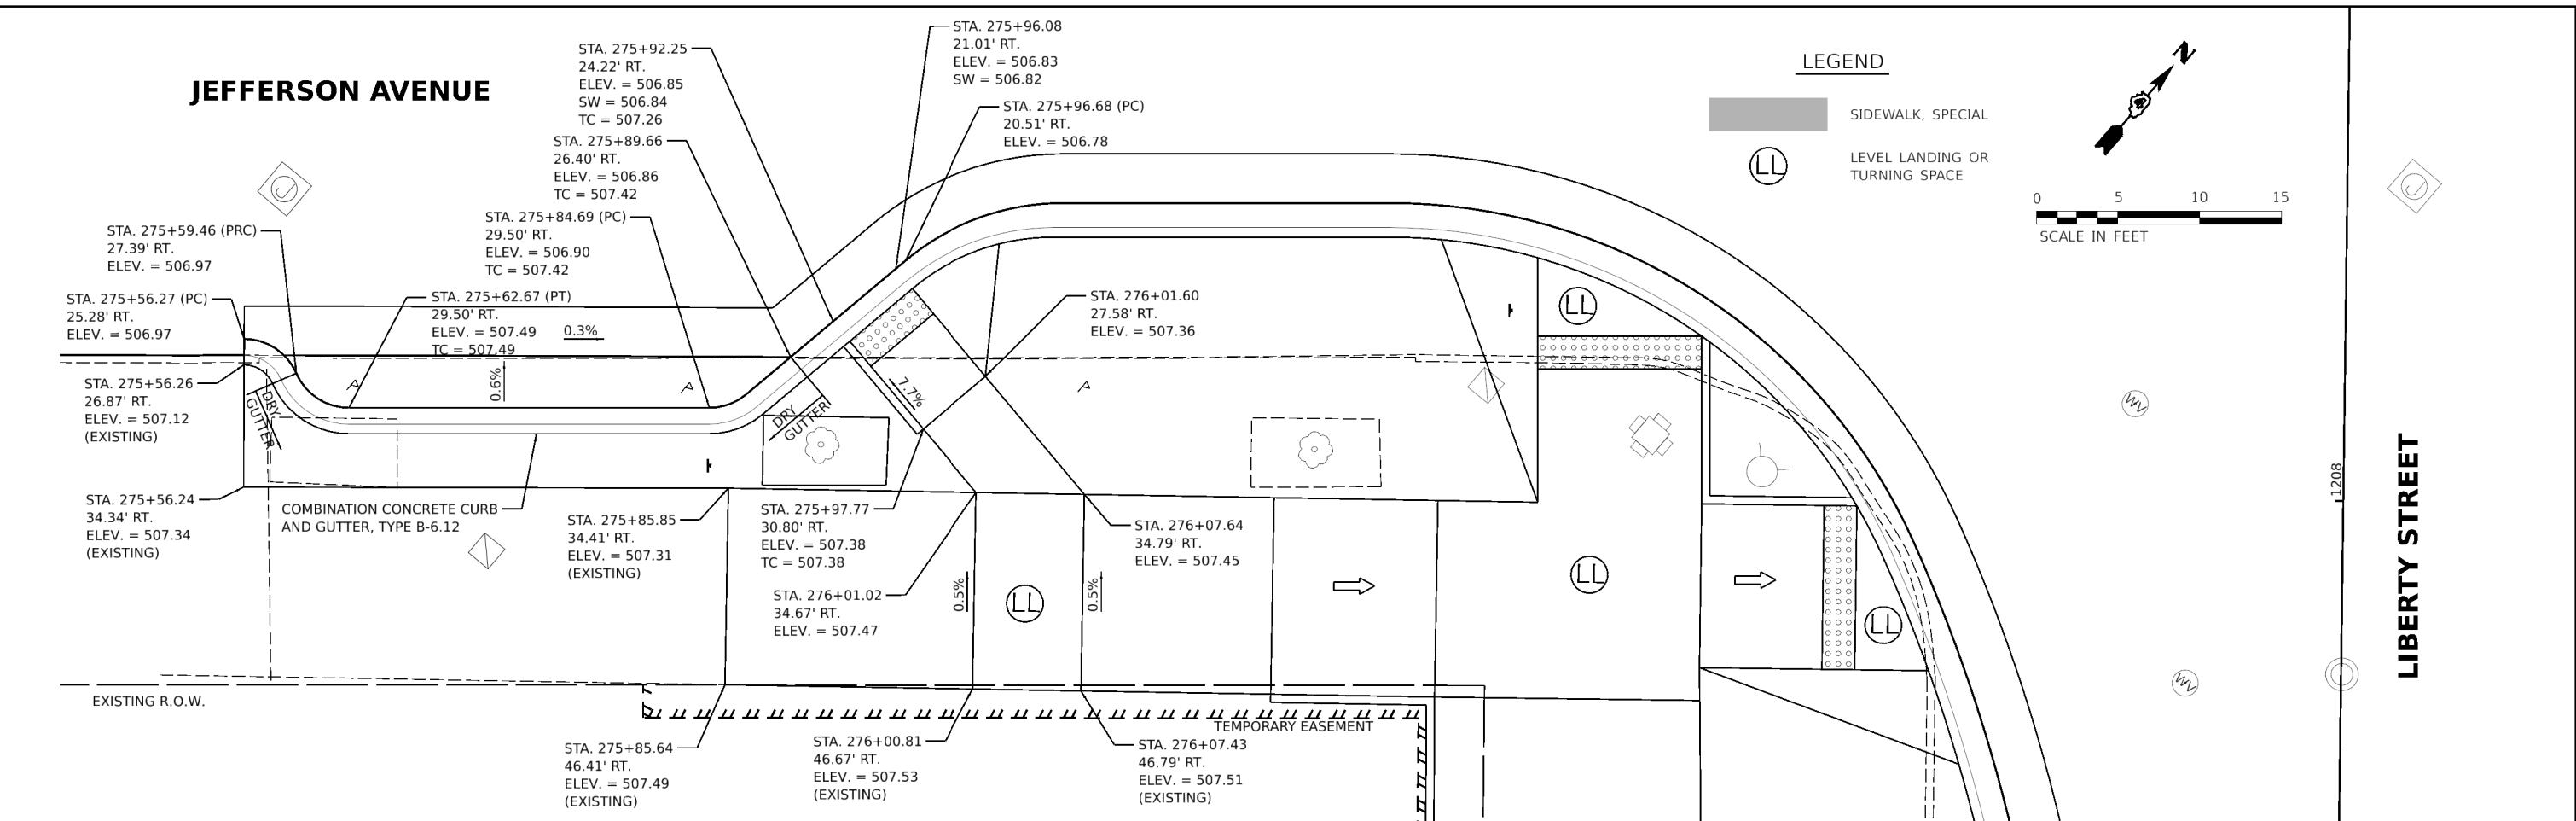 JEFFERSON AVENUE
STA. 275+92.25
24.22' RT.
ELEV. = 506.85
SW = 506.84
TC = 507.26
STA. 275+96.08
21.01' RT.
ELEV. = 506.83
SW = 506.82
STA. 275+96.68 (PC)
20.51' RT.
ELEV. = 506.78
STA. 275+89.66
26.40' RT.
ELEV. = 506.86
TC = 507.42
STA. 275+84.69 (PC)
29.50' RT.
ELEV. = 506.90
TC = 507.42
STA. 275+59.46 (PRC)
27.39' RT.
ELEV. = 506.97
STA. 275+56.27 (PC)
25.28' RT.
ELEV. = 506.97
STA. 275+62.67 (PT)
29.50' RT.
ELEV. = 507.49
TC = 507.49
0.3%
0.6%
STA. 275+56.26
26.87' RT.
ELEV. = 507.12
(EXISTING)
DRY
GUTTER
STA. 275+56.24
34.34' RT.
ELEV. = 507.34
(EXISTING)
COMBINATION CONCRETE CURB
AND GUTTER, TYPE B-6.12
STA. 275+85.85
34.41' RT.
ELEV. = 507.31
(EXISTING)
DRY
GUTTER
7.7%
STA. 276+01.60
27.58' RT.
ELEV. = 507.36
STA. 275+97.77
30.80' RT.
ELEV. = 507.38
TC = 507.38
STA. 276+01.02
34.67' RT.
ELEV. = 507.47
STA. 276+07.64
34.79' RT.
ELEV. = 507.45
0.5%
LL
0.5%
LL
LL
LL
EXISTING R.O.W.
TEMPORARY EASEMENT
STA. 275+85.64
46.41' RT.
ELEV. = 507.49
(EXISTING)
STA. 276+00.81
46.67' RT.
ELEV. = 507.53
(EXISTING)
STA. 276+07.43
46.79' RT.
ELEV. = 507.51
(EXISTING)
LEGEND
SIDEWALK, SPECIAL
LL
LEVEL LANDING OR
TURNING SPACE
N
0 5 10 15
SCALE IN FEET
WV
WV
1208
LIBERTY STREET